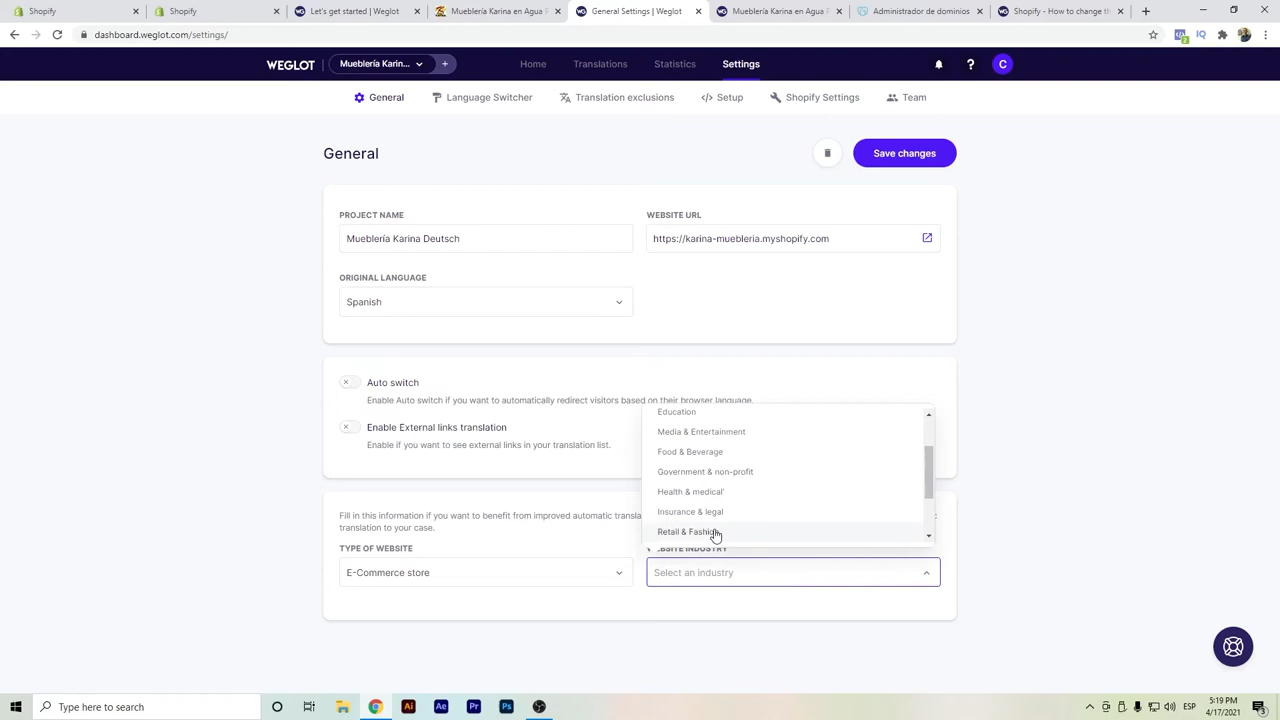 Shopify
Shopify
Let's get started | Weglot
Mueblería Karina en Agua P
General Settings | Weglot
Mueblería Karina en Agua P
Administrador de dominios
Shopify - How to change th
dashboard.weglot.com/settings/
WEGLOT
Mueblería Karin...
Home
Translations
Statistics
Settings
C
General
Language Switcher
Translation exclusions
Setup
Shopify Settings
Team
General
Save changes
PROJECT NAME
WEBSITE URL
Mueblería Karina Deutsch
https://karina-muebleria.myshopify.com
ORIGINAL LANGUAGE
Spanish
Auto switch
Enable Auto switch if you want to automatically redirect visitors based on their browser language.
Enable External links translation
Enable if you want to see external links in your translation list.
Education
Media & Entertainment
Food & Beverage
Government & non-profit
Health & medical'
Insurance & legal
Retail & Fashion
Fill in this information if you want to benefit from improved automatic transla
translation to your case.
TYPE OF WEBSITE
WEBSITE INDUSTRY
E-Commerce store
Select an industry
Type here to search
Ai
Ae
Pr
Ps
ESP
5:19 PM
4/17/2021